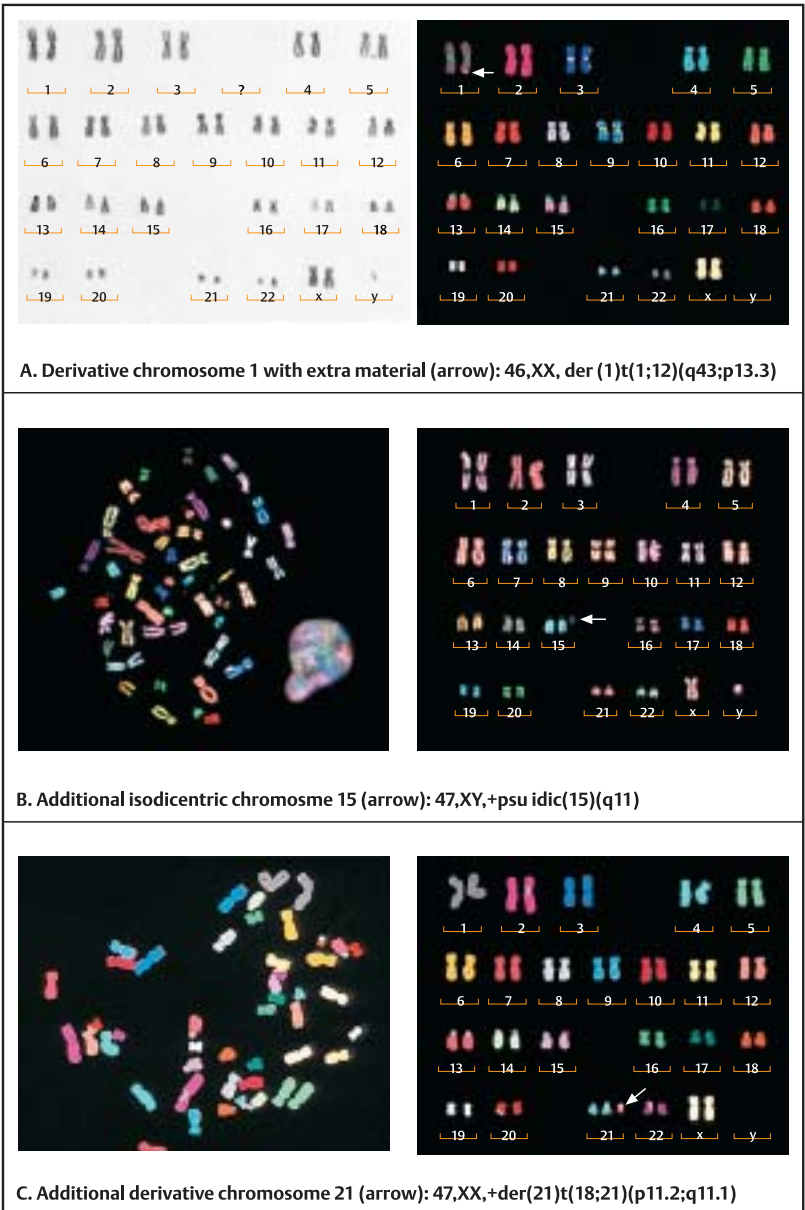 1 2 3 ? 4 5
6 7 8 9 10 11 12
13 14 15 16 17 18
19 20 21 22 x y
1 2 3 4 5
6 7 8 9 10 11 12
13 14 15 16 17 18
19 20 21 22 x y
A. Derivative chromosome 1 with extra material (arrow): 46,XX, der (1)t(1;12)(q43;p13.3)
1 2 3 4 5
6 7 8 9 10 11 12
13 14 15 16 17 18
19 20 21 22 x y
B. Additional isodicentric chromosme 15 (arrow): 47,XY,+psu idic(15)(q11)
1 2 3 4 5
6 7 8 9 10 11 12
13 14 15 16 17 18
19 20 21 22 x y
C. Additional derivative chromosome 21 (arrow): 47,XX,+der(21)t(18;21)(p11.2;q11.1)